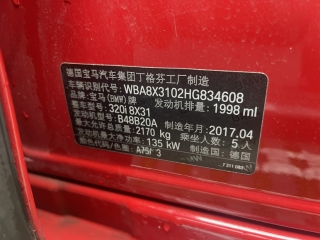 德国宝马汽车集团丁格芬工厂制造
车辆识别代号: WBA8X3102HG834608
品牌: 宝马(BMW)牌 发动机排量: 1998 ml
整车型号: 320i 8X31
发动机型号: B48B20A 制造年月: 2017.04
最大允许总质量: 2170 kg 乘坐人数: 5人
发动机最大净功率: 135 kW 制造国: 德国